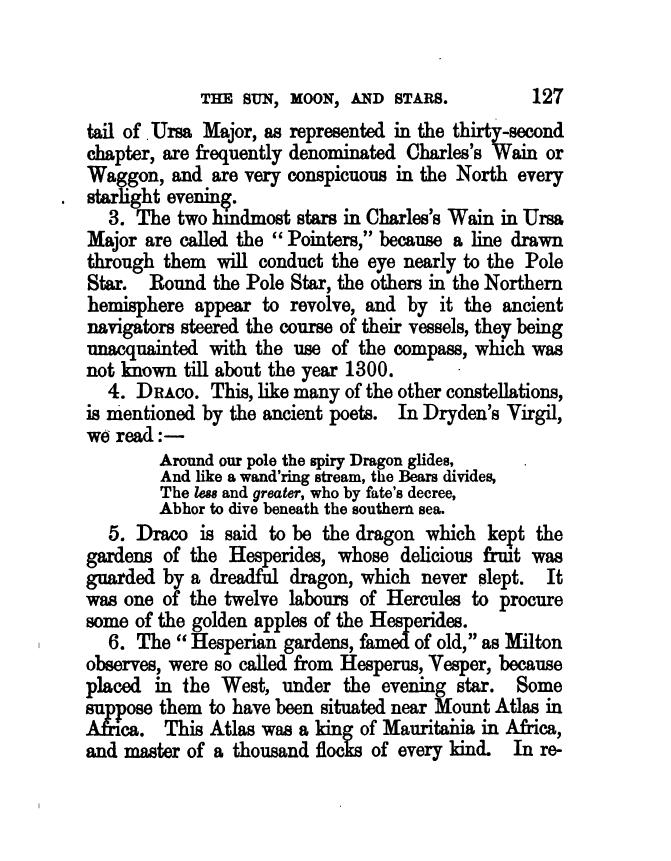 THE SUN, MOON, AND STARS. 127
tail of Ursa Major, as represented in the thirty-second
chapter, are frequently denominated Charles's Wain or
Waggon, and are very conspicuous in the North every
starlight evening.
3. The two hindmost stars in Charles's Wain in Ursa
Major are called the “Pointers,” because a line drawn
through them will conduct the eye nearly to the Pole
Star. Round the Pole Star, the others in the Northern
hemisphere appear to revolve, and by it the ancient
navigators steered the course of their vessels, they being
unacquainted with the use of the compass, which was
not known till about the year 1300.
4. DRACO. This, like many of the other constellations,
is mentioned by the ancient poets. In Dryden's Virgil,
we read :—
Around our pole the spiry Dragon glides,
And like a wand'ring stream, the Bears divides,
The less and greater, who by fate's decree,
Abhor to dive beneath the southern sea.
5. Draco is said to be the dragon which kept the
gardens of the Hesperides, whose delicious fruit was
guarded by a dreadful dragon, which never slept. It
was one of the twelve labours of Hercules to procure
some of the golden apples of the Hesperides.
6. The “Hesperian gardens, famed of old,” as Milton
observes, were so called from Hesperus, Vesper, because
placed in the West, under the evening star. Some
suppose them to have been situated near Mount Atlas in
Africa. This Atlas was a king of Mauritania in Africa,
and master of a thousand flocks of every kind. In re-